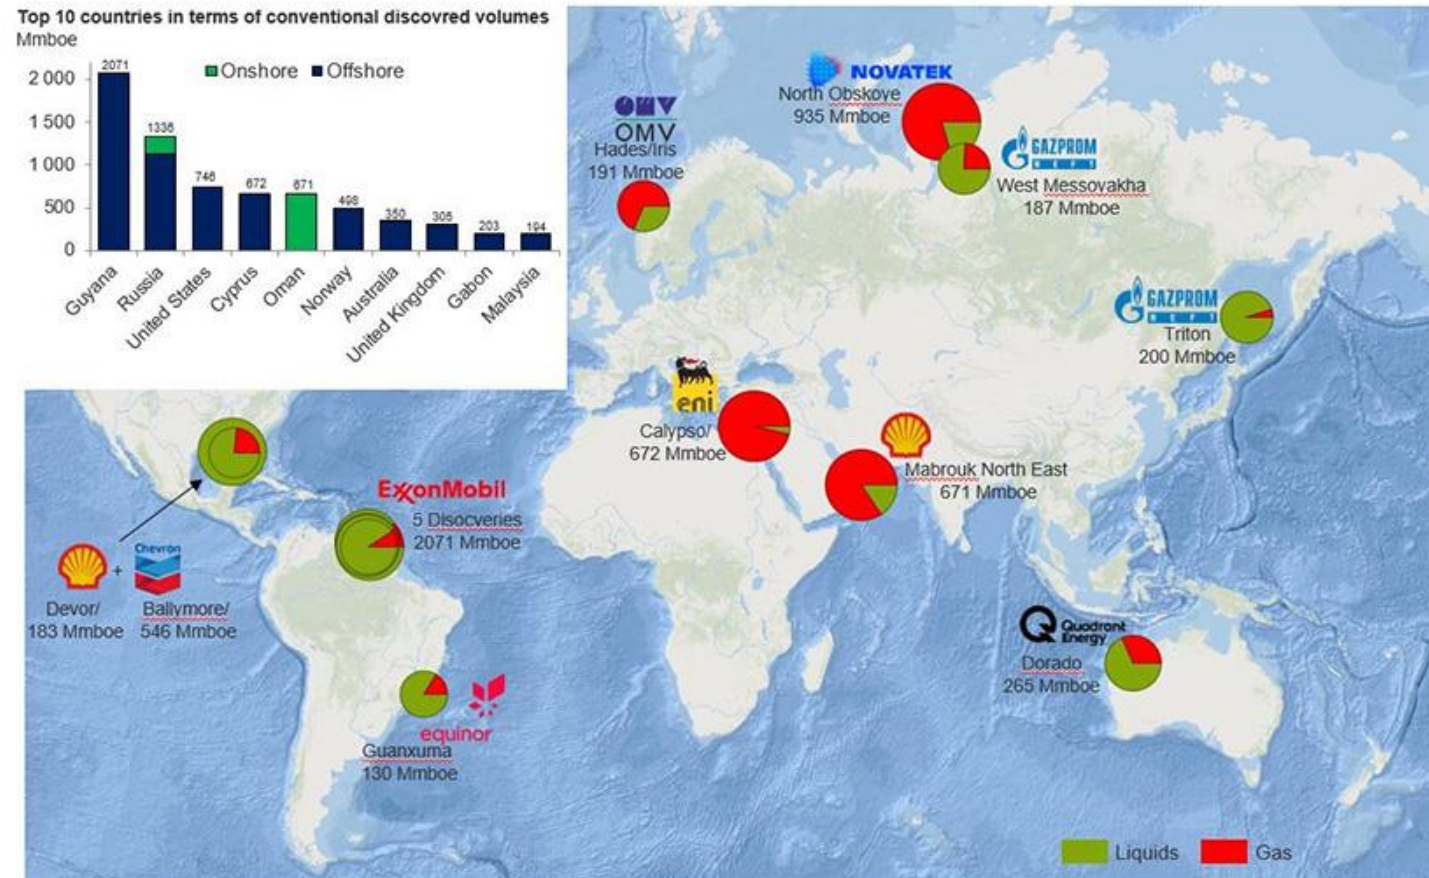 Top 10 countries in terms of conventional discovred volumes
Mmboe
Onshore
Offshore
2 000
1 500
1 000
500
0
2071
1336
746
672
671
498
350
305
203
194
Guyana
Russia
United States
Cyprus
Oman
Norway
Australia
United Kingdom
Gabon
Malaysia
OMV
OMV
Hades/Iris
191 Mmboe
NOVATEK
North Obskoye
935 Mmboe
GAZPROM
NEFT
West Messovakha
187 Mmboe
GAZPROM
NEFT
Triton
200 Mmboe
eni
Calypso/
672 Mmboe
Mabrouk North East
671 Mmboe
ExxonMobil
5 Disocveries
2071 Mmboe
+
Chevron
Devor/
183 Mmboe
Ballymore/
546 Mmboe
equinor
Guanxuma
130 Mmboe
Quadrant
Energy
Dorado
265 Mmboe
Liquids
Gas